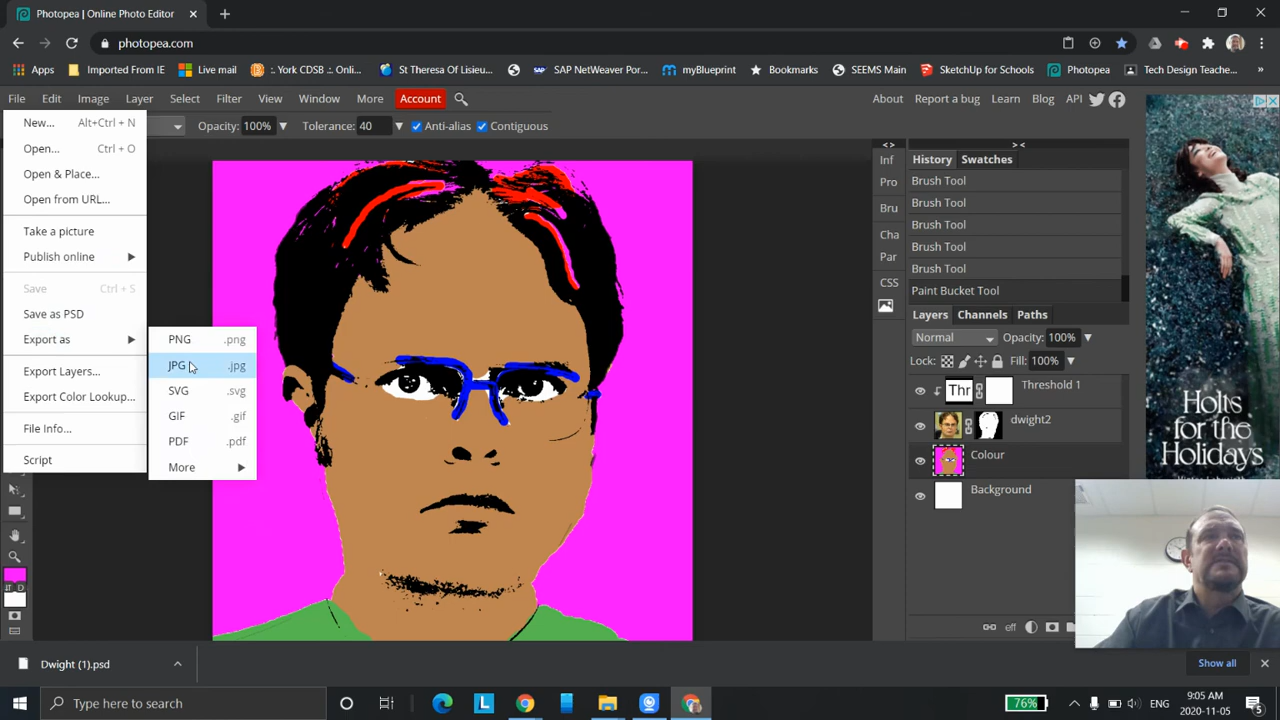 Photopea | Online Photo Editor
photopea.com
Apps
Imported From IE
Live mail
:. York CDSB :. Onli...
St Theresa Of Lisieu...
SAP NetWeaver Por...
myBlueprint
Bookmarks
SEEMS Main
SketchUp for Schools
Photopea
Tech Design Teache...
File Edit Image Layer Select Filter View Window More Account
About Report a bug Learn Blog API
Opacity: 100% Tolerance: 40 Anti-alias Contiguous
New... Alt+Ctrl + N
Open... Ctrl + O
Open & Place...
Open from URL...
Take a picture
Publish online
Save Ctrl + S
Save as PSD
Export as
Export Layers...
Export Color Lookup...
File Info...
Script
PNG .png
JPG .jpg
SVG .svg
GIF .gif
PDF .pdf
More
Inf
Pro
Bru
Cha
Par
CSS
History Swatches
Brush Tool
Brush Tool
Brush Tool
Brush Tool
Brush Tool
Paint Bucket Tool
Layers Channels Paths
Normal Opacity: 100%
Lock: Fill: 100%
Thr Threshold 1
dwight2
Colour
Background
eff
D
Holts
for the
Holidays
Dwight (1).psd
Show all
Type here to search
L
76%
9:05 AM
2020-11-05
5